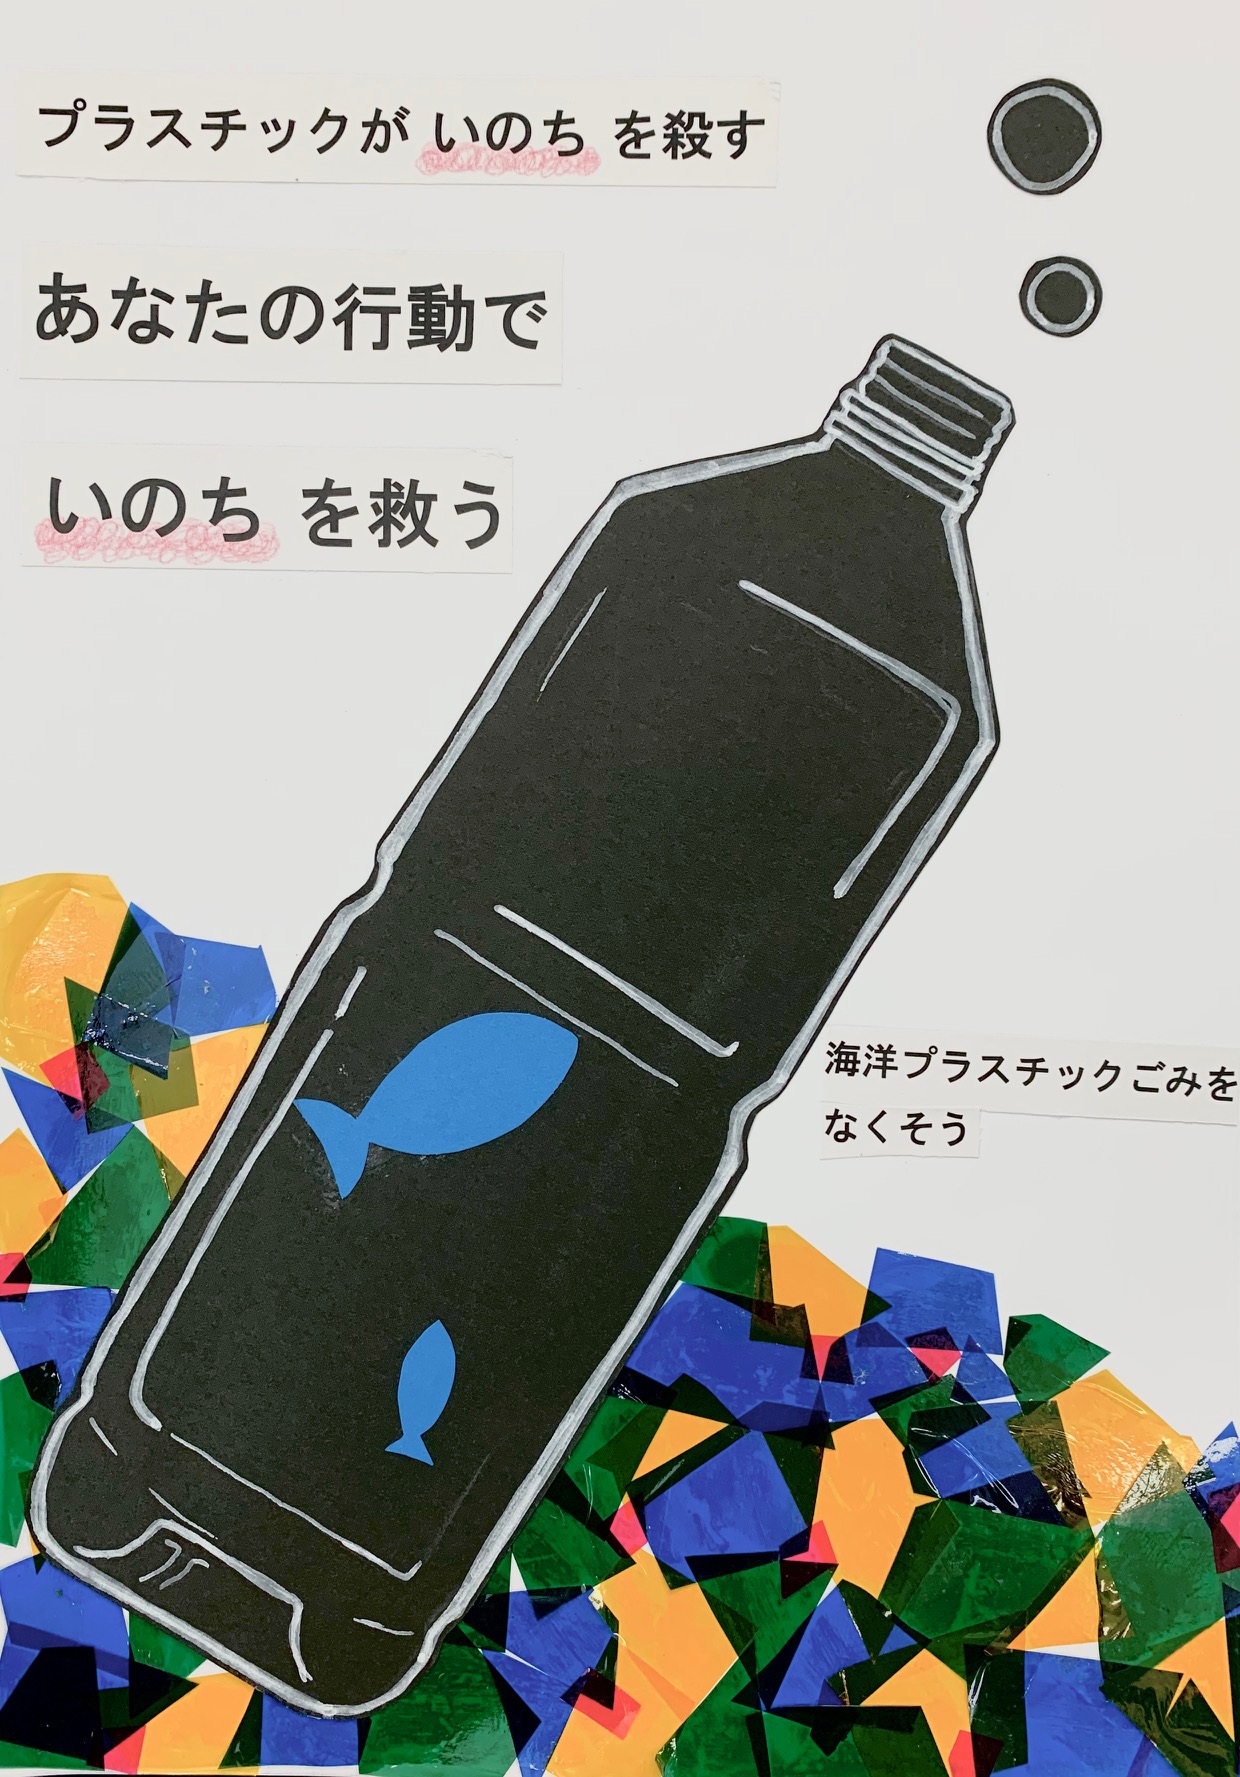 プラスチックが いのち を殺す
あなたの行動で
いのち を救う
海洋プラスチックごみを
なくそう